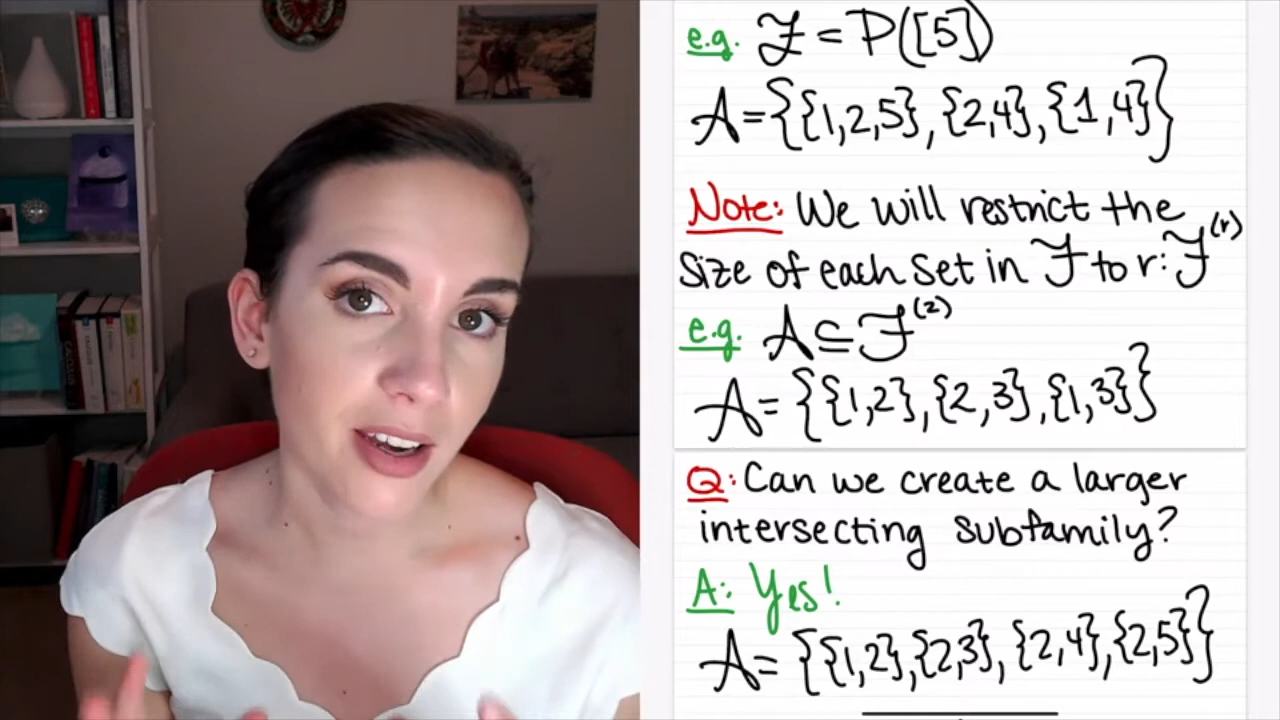 e.g. ℱ = P([5])
A = {{1,2,5}, {2,4}, {1,4}}
Note: We will restrict the
size of each set in ℱ to r: ℱ^(r)
e.g. A ⊆ ℱ^(2)
A = {{1,2}, {2,3}, {1,3}}
Q: Can we create a larger
intersecting subfamily?
A: Yes!
A = {{1,2}, {2,3}, {2,4}, {2,5}}
CALCULUS